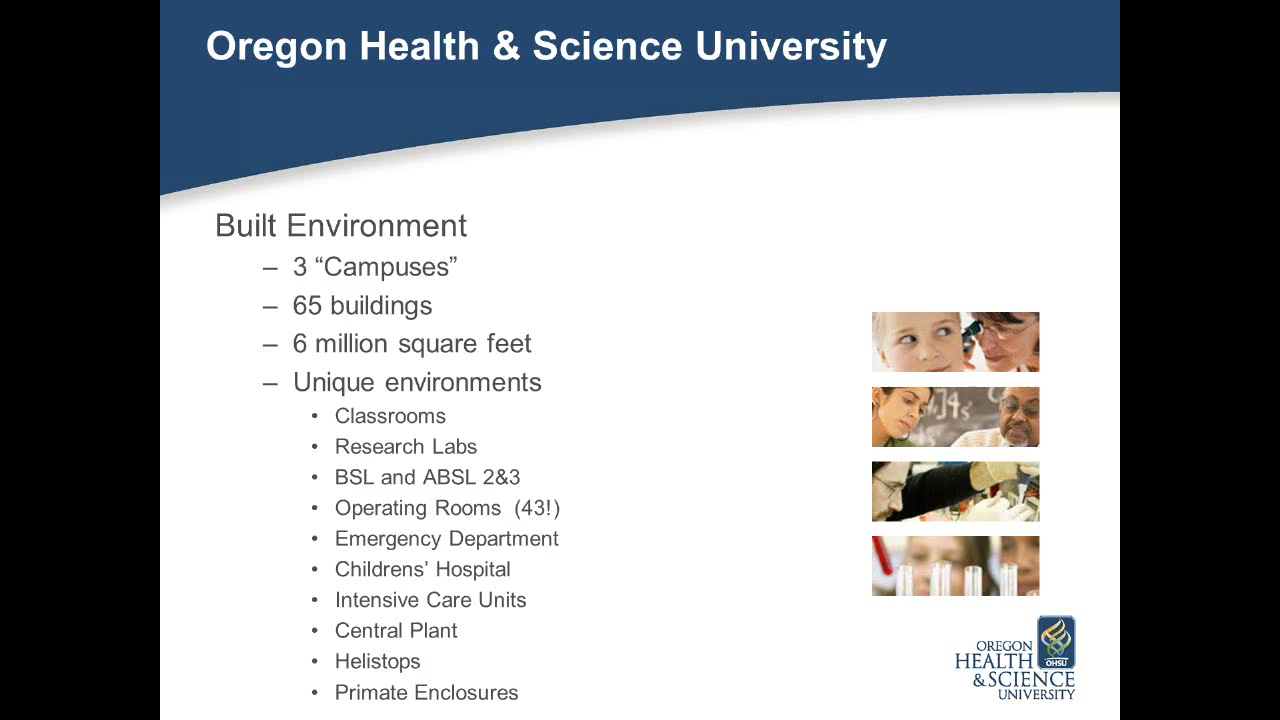 Oregon Health & Science University
Built Environment
– 3 “Campuses”
– 65 buildings
– 6 million square feet
– Unique environments
• Classrooms
• Research Labs
• BSL and ABSL 2&3
• Operating Rooms (43!)
• Emergency Department
• Childrens’ Hospital
• Intensive Care Units
• Central Plant
• Helistops
• Primate Enclosures
OHSU
OREGON
HEALTH
& SCIENCE
UNIVERSITY